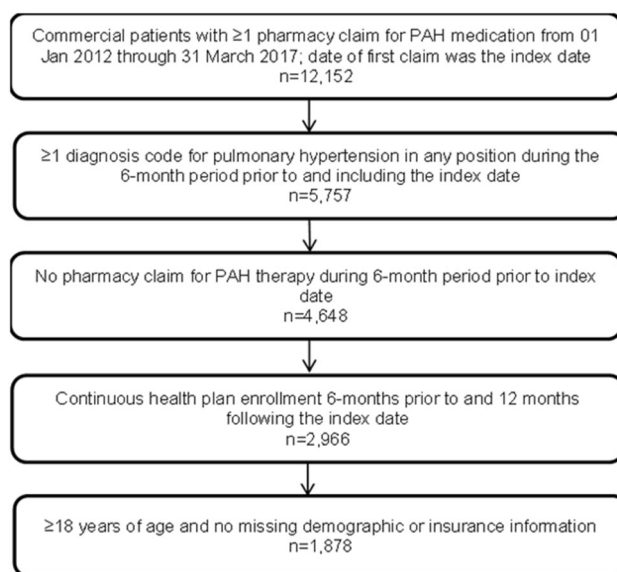 Commercial patients with ≥1 pharmacy claim for PAH medication from 01
Jan 2012 through 31 March 2017; date of first claim was the index date
n=12,152
≥1 diagnosis code for pulmonary hypertension in any position during the
6-month period prior to and including the index date
n=5,757
No pharmacy claim for PAH therapy during 6-month period prior to index
date
n=4,648
Continuous health plan enrollment 6-months prior to and 12 months
following the index date
n=2,966
≥18 years of age and no missing demographic or insurance information
n=1,878